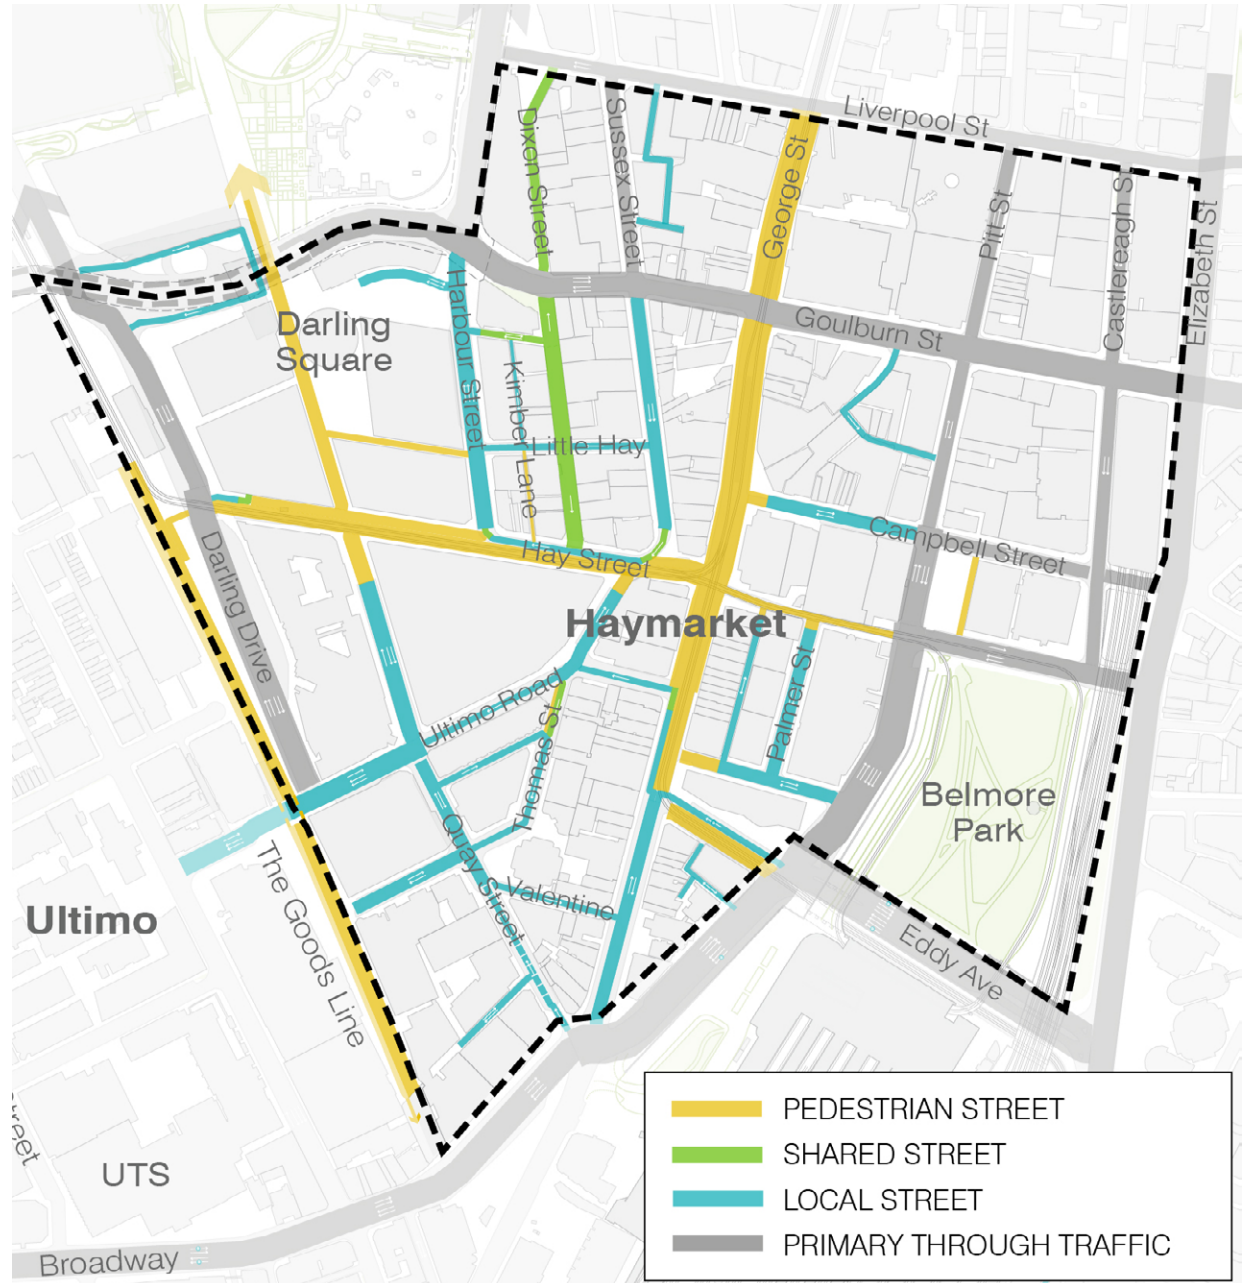 Liverpool St
Dixon Street
Sussex Street
George St
Pitt St
Castlereagh St
Elizabeth St
Harbour Street
Goulburn St
Darling
Square
Kimber Lane
Little Hay
Hay Street
Campbell Street
Darling Drive
Haymarket
Ultimo Road
Thomas St
Palmer St
Belmore
Park
Quay Street
Valentine
The Goods Line
Ultimo
Eddy Ave
Street
UTS
Broadway
PEDESTRIAN STREET
SHARED STREET
LOCAL STREET
PRIMARY THROUGH TRAFFIC